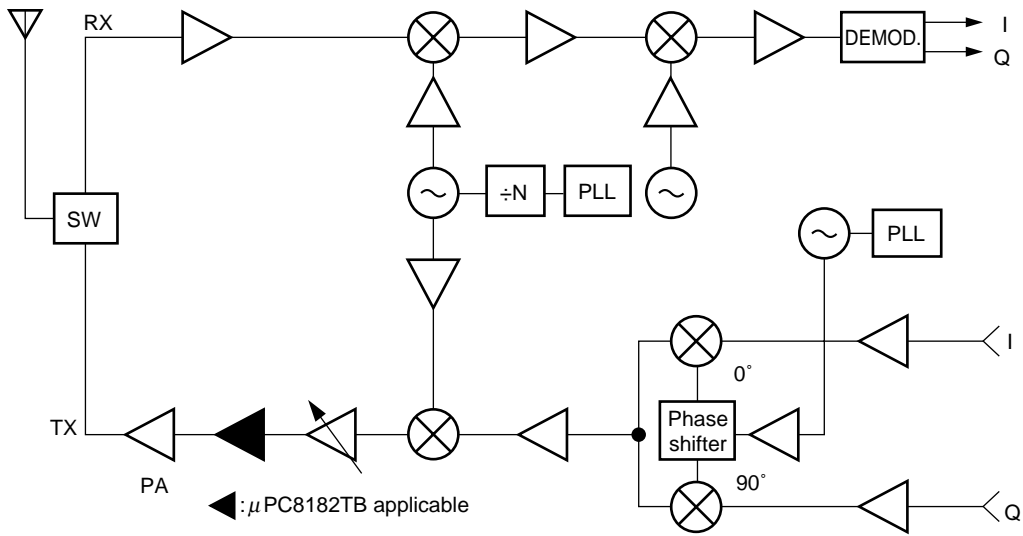 RX
DEMOD.
I
Q
÷N
PLL
SW
PLL
I
0°
Phase
shifter
TX
PA
90°
:μPC8182TB applicable
Q